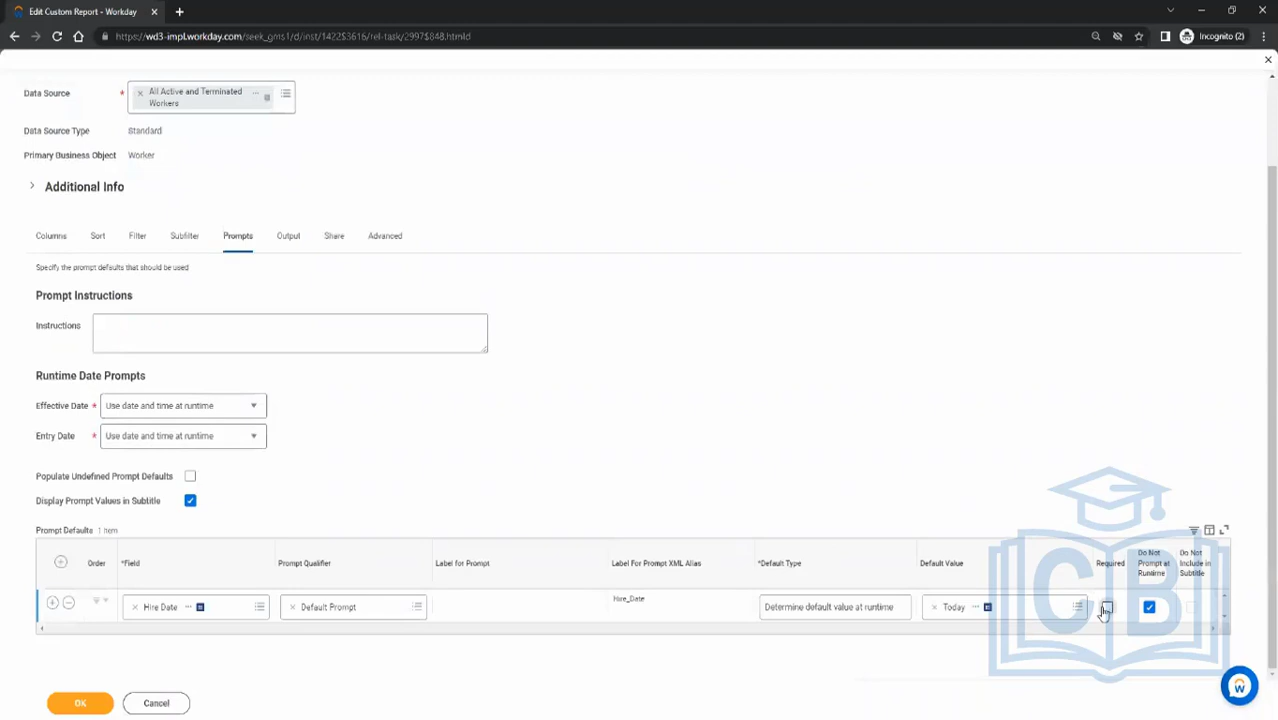 Edit Custom Report - Workday
https://wd3-impl.workday.com/seek_gms1/d/inst/1422$3616/rel-task/2997$848.htmld
Incognito (2)
Data Source * All Active and Terminated Workers
Data Source Type Standard
Primary Business Object Worker
Additional Info
Columns Sort Filter Subfilter Prompts Output Share Advanced
Specify the prompt defaults that should be used
Prompt Instructions
Instructions
Runtime Date Prompts
Effective Date * Use date and time at runtime
Entry Date * Use date and time at runtime
Populate Undefined Prompt Defaults
Display Prompt Values in Subtitle
Prompt Defaults 1 item
Order *Field Prompt Qualifier Label for Prompt Label For Prompt XML Alias *Default Type Default Value Required Do Not Prompt at Runtime Do Not Include in Subtitle
Hire Date Default Prompt Hire_Date Determine default value at runtime Today
CB
OK Cancel